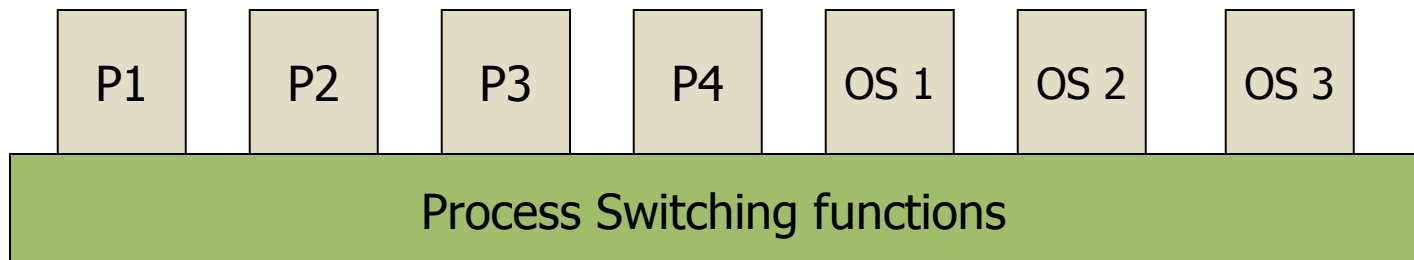 P1 P2 P3 P4 OS 1 OS 2 OS 3
Process Switching functions